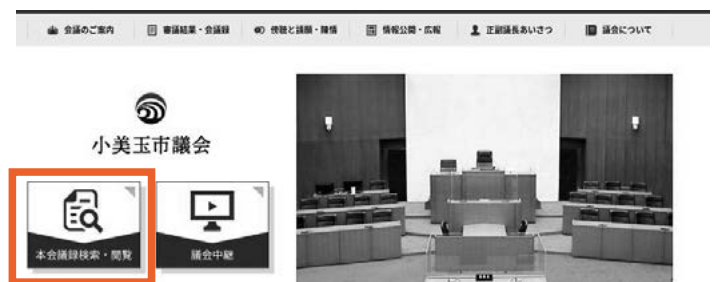 会議のご案内
審議結果・会議録
傍聴と請願・陳情
情報公開・広報
正副議長あいさつ
議会について
小美玉市議会
本会議録検索・閲覧
議会中継